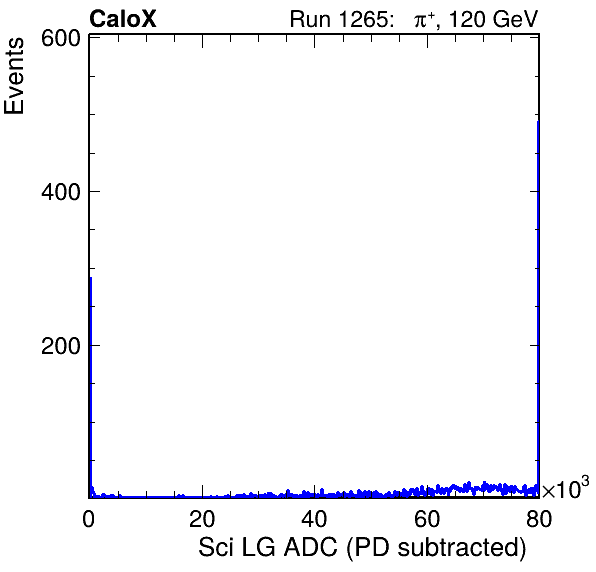 CaloX Run 1265: π⁺, 120 GeV
Events
600
400
200
0 20 40 60 80 ×10³
Sci LG ADC (PD subtracted)